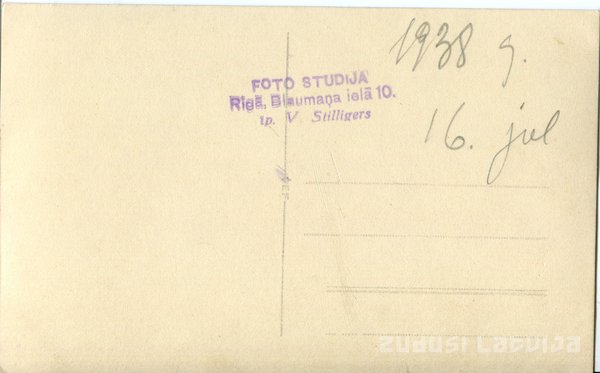 1938 g.
FOTO STUDIJA
Rīgā, Blaumaņa ielā 10.
īp. V. Stilligers
16. jul
zudusi Latvija